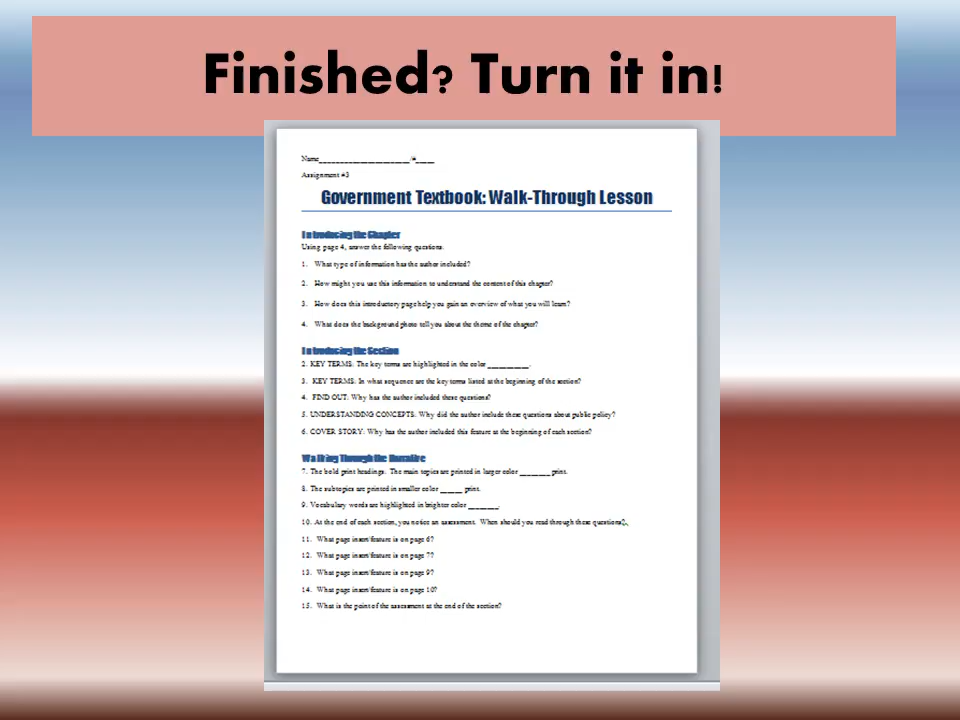 Finished? Turn it in!
Name______________________/#_____
Assignment #3
Government Textbook: Walk-Through Lesson
Introducing the Chapter
Using page 4, answer the following questions.
1. What type of information has the author included?
2. How might you use this information to understand the content of this chapter?
3. How does this introductory page help you gain an overview of what you will learn?
4. What does the background photo tell you about the theme of the chapter?
Introducing the Section
2. KEY TERMS: The key terms are highlighted in the color __________.
3. KEY TERMS: In what sequence are the key terms listed at the beginning of the section?
4. FIND OUT: Why has the author included these questions?
5. UNDERSTANDING CONCEPTS: Why did the author include these questions about public policy?
6. COVER STORY: Why has the author included this feature at the beginning of each section?
Walking Through the Narrative
7. The bold print headings. The main topics are printed in larger color ________ print.
8. The subtopics are printed in smaller color ______ print.
9. Vocabulary words are highlighted in brighter color ________.
10. At the end of each section, you notice an assessment. When should you read through these questions?
11. What page insert/feature is on page 6?
12. What page insert/feature is on page 7?
13. What page insert/feature is on page 9?
14. What page insert/feature is on page 10?
15. What is the point of the assessment at the end of the section?